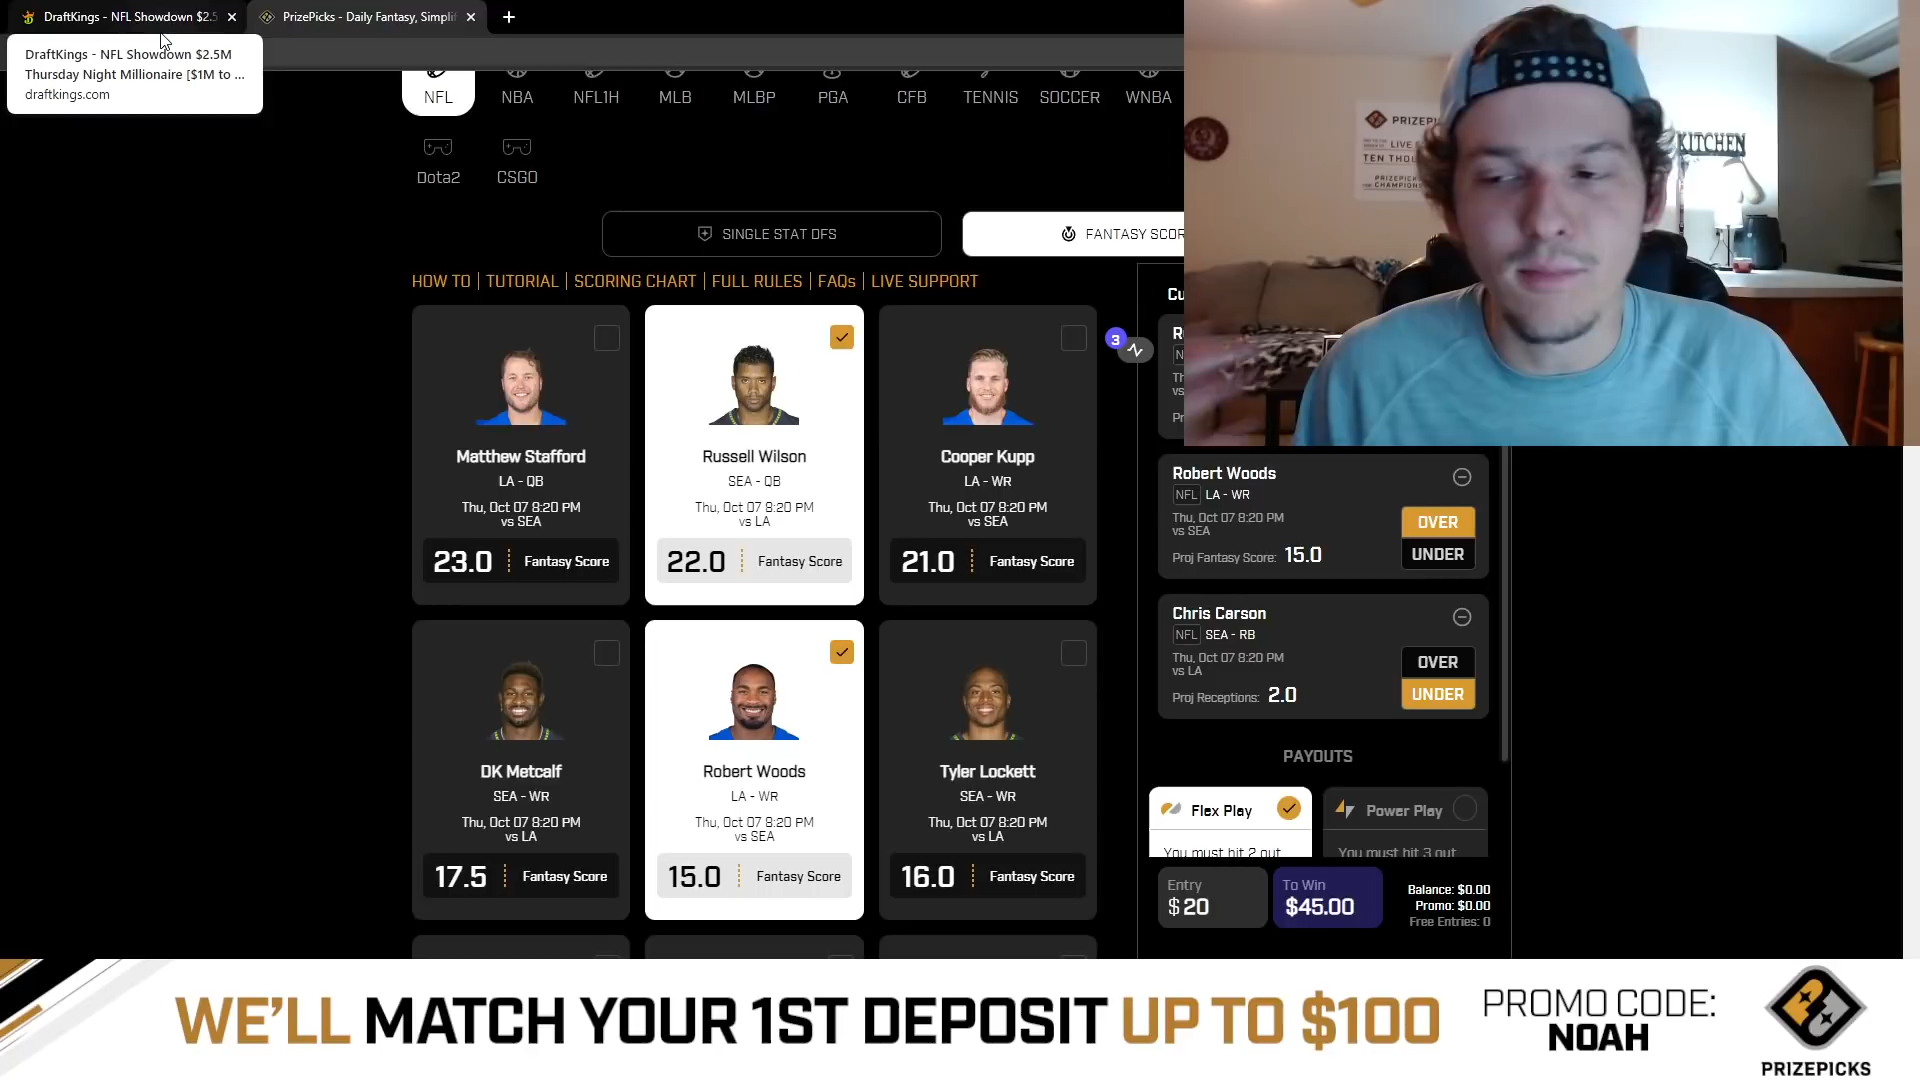 DraftKings - NFL Showdown $2.5
PrizePicks - Daily Fantasy, Simplif
DraftKings - NFL Showdown $2.5M
Thursday Night Millionaire [$1M to ...
draftkings.com
NFL
NBA
NFL1H
MLB
MLBP
PGA
CFB
TENNIS
SOCCER
WNBA
Dota2
CSGO
SINGLE STAT DFS
FANTASY SCOR
HOW TO | TUTORIAL | SCORING CHART | FULL RULES | FAQs | LIVE SUPPORT
Matthew Stafford
LA - QB
Thu, Oct 07 8:20 PM
vs SEA
23.0 Fantasy Score
Russell Wilson
SEA - QB
Thu, Oct 07 8:20 PM
vs LA
22.0 Fantasy Score
Cooper Kupp
LA - WR
Thu, Oct 07 8:20 PM
vs SEA
21.0 Fantasy Score
DK Metcalf
SEA - WR
Thu, Oct 07 8:20 PM
vs LA
17.5 Fantasy Score
Robert Woods
LA - WR
Thu, Oct 07 8:20 PM
vs SEA
15.0 Fantasy Score
Tyler Lockett
SEA - WR
Thu, Oct 07 8:20 PM
vs LA
16.0 Fantasy Score
3
Cu
R
N
Th
vs
P
Robert Woods
NFL LA - WR
Thu, Oct 07 8:20 PM
vs SEA
Proj Fantasy Score: 15.0
OVER
UNDER
Chris Carson
NFL SEA - RB
Thu, Oct 07 8:20 PM
vs LA
Proj Receptions: 2.0
OVER
UNDER
PAYOUTS
Flex Play
You must hit 2 out
Power Play
You must hit 3 out
Entry
$ 20
To Win
$45.00
Balance: $0.00
Promo: $0.00
Free Entries: 0
PRIZEPI
LIVE
TEN THOU
PRIZEPICK
CHAMPION
KITCHEN
WE'LL MATCH YOUR 1ST DEPOSIT UP TO $100
PROMO CODE:
NOAH
PRIZEPICKS